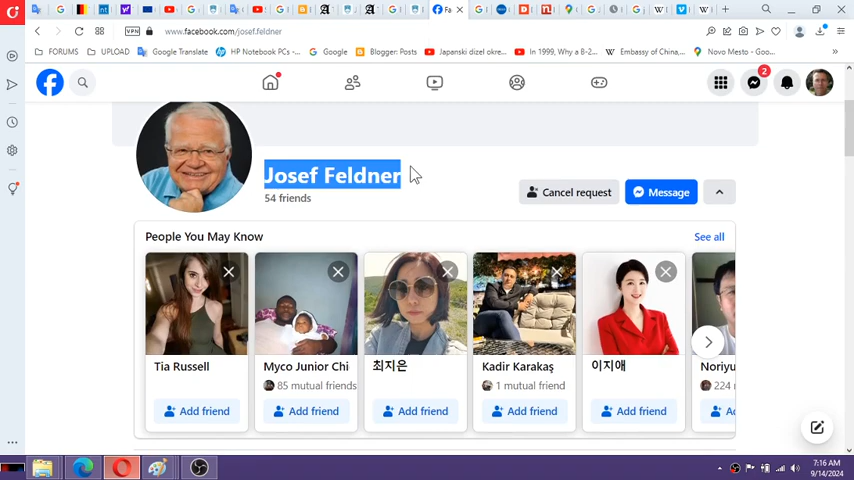 VPN
www.facebook.com/josef.feldner
FORUMS
UPLOAD
Google Translate
HP Notebook PC -...
Google
Blogger: Posts
Japanski dizel okre...
In 1999, Why a B-2...
Embassy of China,...
Novo Mesto - Goo...
2
Josef Feldner
54 friends
Cancel request
Message
People You May Know
See all
Tia Russell
Myco Junior Chi
최지은
Kadir Karakaş
이지애
Noriyu
85 mutual friends
1 mutual friend
224
Add friend
Add friend
Add friend
Add friend
Add friend
7:16 AM
9/14/2024